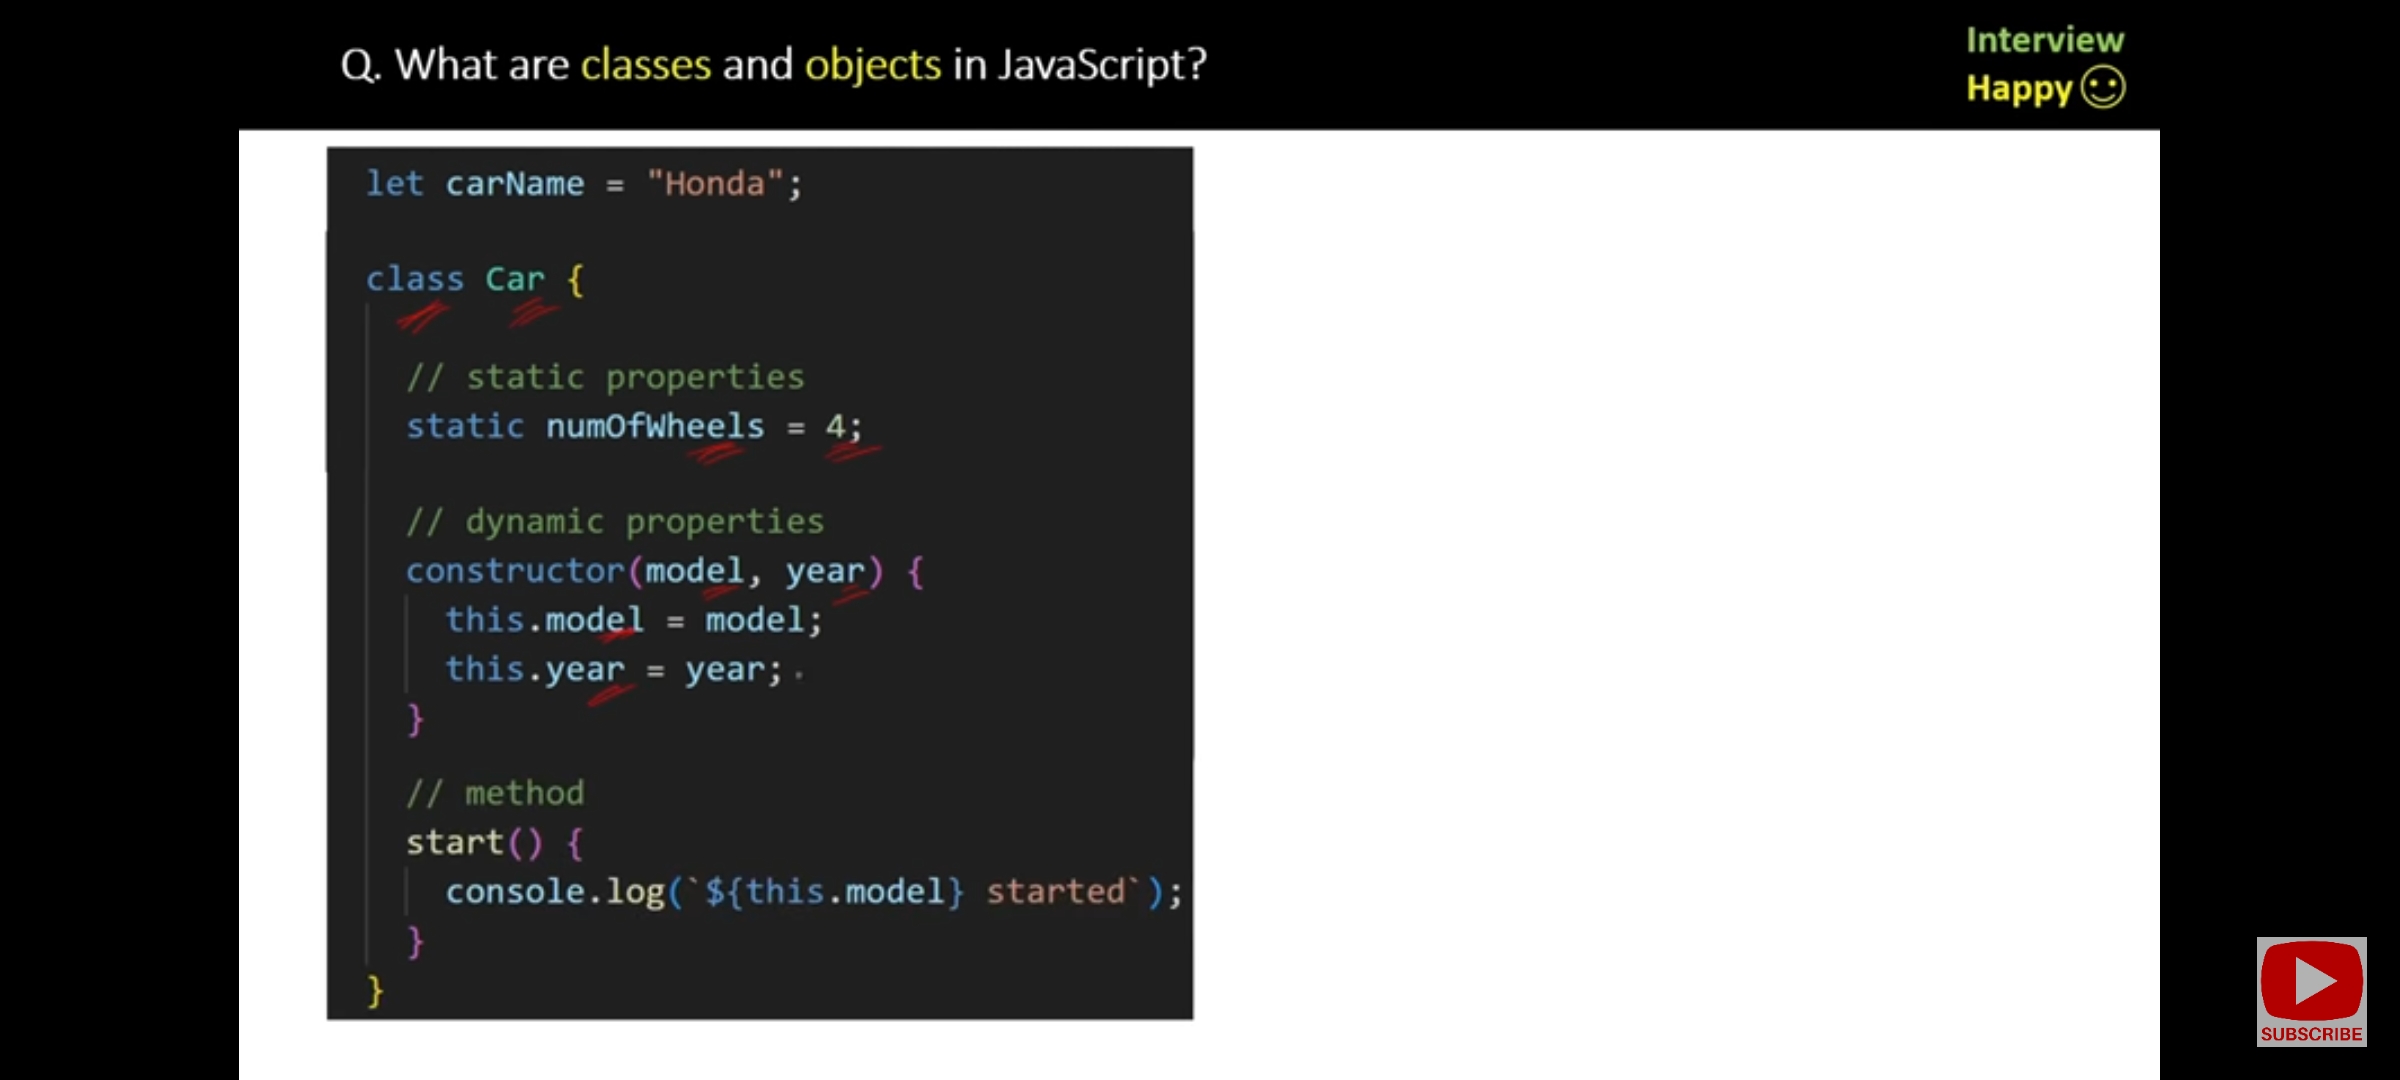 Q. What are classes and objects in JavaScript?
Interview
Happy
let carName = "Honda";
class Car {
// static properties
static numOfWheels = 4;
// dynamic properties
constructor(model, year) {
this.model = model;
this.year = year;
}
// method
start() {
console.log(`${this.model} started`);
}
}
SUBSCRIBE